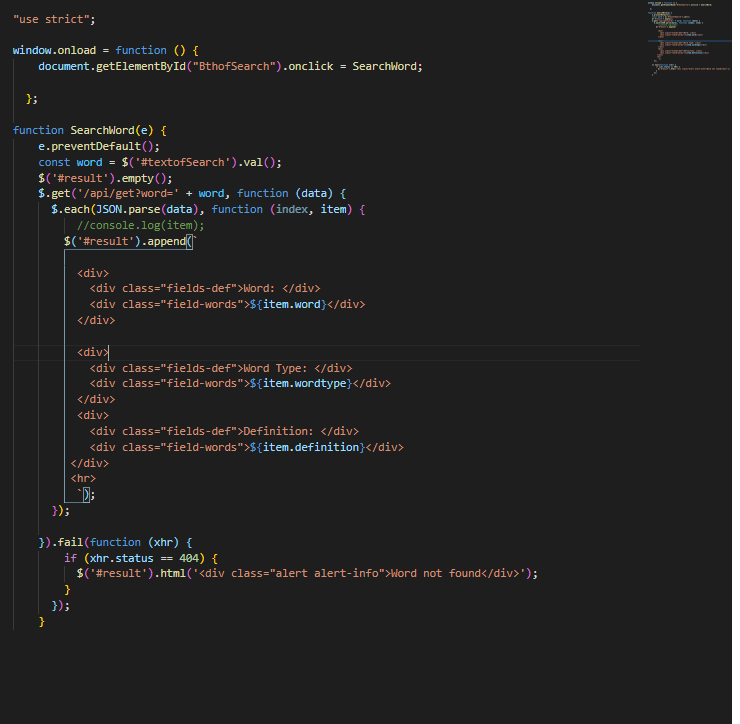 "use strict";
window.onload = function () {
document.getElementById("BthofSearch").onclick = SearchWord;
};
function SearchWord(e) {
e.preventDefault();
const word = $('#textofSearch').val();
$('#result').empty();
$.get('/api/get?word=' + word, function (data) {
$.each(JSON.parse(data), function (index, item) {
//console.log(item);
$('#result').append(`
<div>
<div class="fields-def">Word: </div>
<div class="field-words">${item.word}</div>
</div>
<div>
<div class="fields-def">Word Type: </div>
<div class="field-words">${item.wordtype}</div>
</div>
<div>
<div class="fields-def">Definition: </div>
<div class="field-words">${item.definition}</div>
</div>
<hr>
`);
});
}).fail(function (xhr) {
if (xhr.status == 404) {
$('#result').html('<div class="alert alert-info">Word not found</div>');
}
});
}